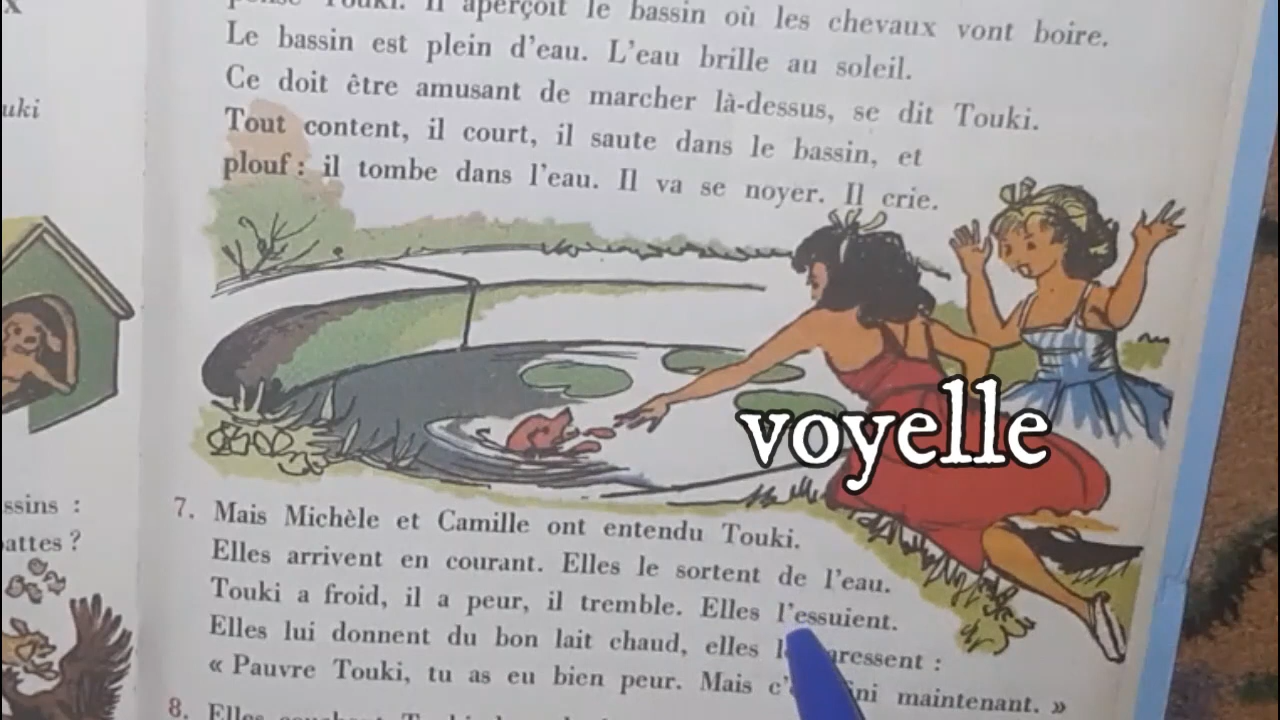 x
uki
ssins :
attes ?
Touki. Il aperçoit le bassin où les chevaux vont boire.
Le bassin est plein d'eau. L'eau brille au soleil.
Ce doit être amusant de marcher là-dessus, se dit Touki.
Tout content, il court, il saute dans le bassin, et
plouf : il tombe dans l'eau. Il va se noyer. Il crie.
voyelle
7. Mais Michèle et Camille ont entendu Touki.
Elles arrivent en courant. Elles le sortent de l'eau.
Touki a froid, il a peur, il tremble. Elles l'essuient.
Elles lui donnent du bon lait chaud, elles l aressent :
« Pauvre Touki, tu as eu bien peur. Mais c' ini maintenant. »
8. Elles